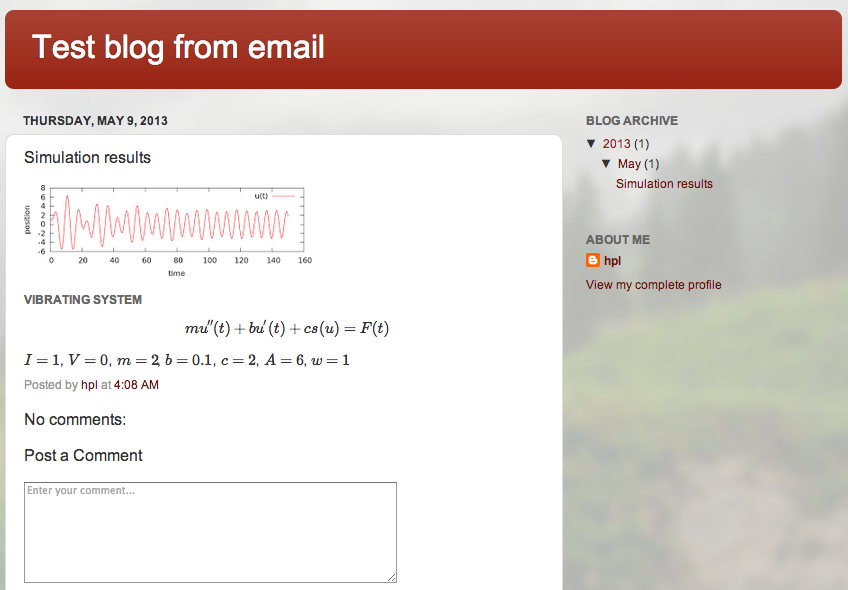 Test blog from email
THURSDAY, MAY 9, 2013
Simulation results
8
6
4
2
0
-2
-4
-6
position
u(t)
0 20 40 60 80 100 120 140 160
time
VIBRATING SYSTEM
mu′′(t) + bu′(t) + cs(u) = F(t)
I = 1, V = 0, m = 2, b = 0.1, c = 2, A = 6, w = 1
Posted by hpl at 4:08 AM
No comments:
Post a Comment
Enter your comment...
BLOG ARCHIVE
▼ 2013 (1)
▼ May (1)
Simulation results
ABOUT ME
hpl
View my complete profile